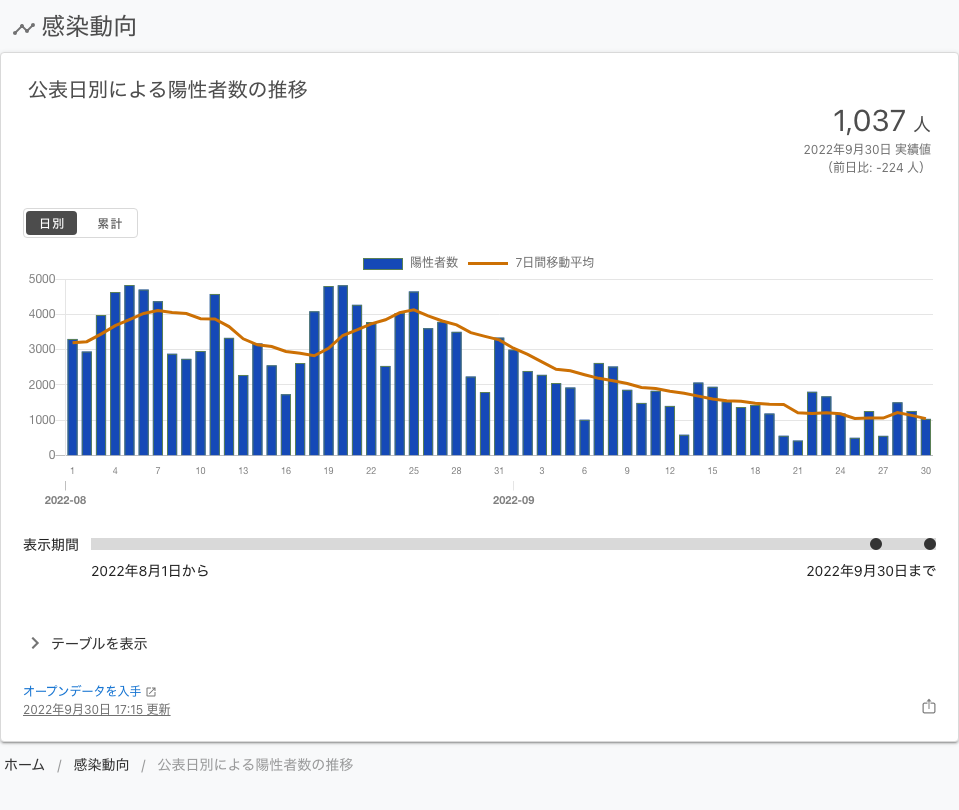 感染動向
公表日別による陽性者数の推移
1,037 人
2022年9月30日 実績値
（前日比: -224 人）
日別 累計
陽性者数 7日間移動平均
5000
4000
3000
2000
1000
0
1 4 7 10 13 16 19 22 25 28 31 3 6 9 12 15 18 21 24 27 30
2022-08 2022-09
表示期間
2022年8月1日から 2022年9月30日まで
テーブルを表示
オープンデータを入手
2022年9月30日 17:15 更新
ホーム / 感染動向 / 公表日別による陽性者数の推移